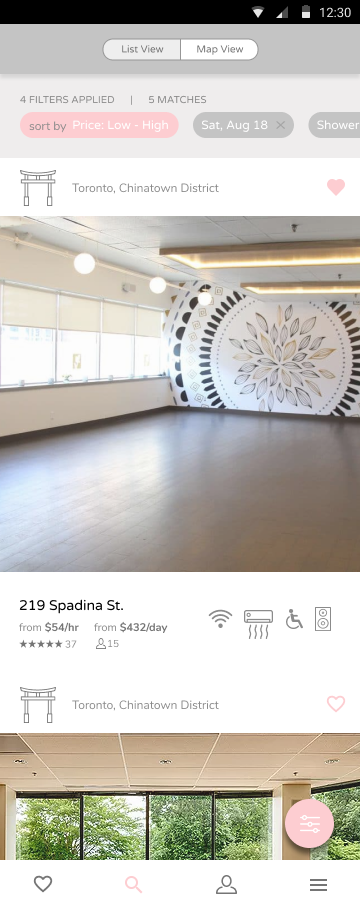 12:30
List View Map View
4 FILTERS APPLIED | 5 MATCHES
sort by Price: Low - High Sat, Aug 18 × Shower
Toronto, Chinatown District
219 Spadina St.
from $54/hr from $432/day
★★★★★ 37 15
Toronto, Chinatown District